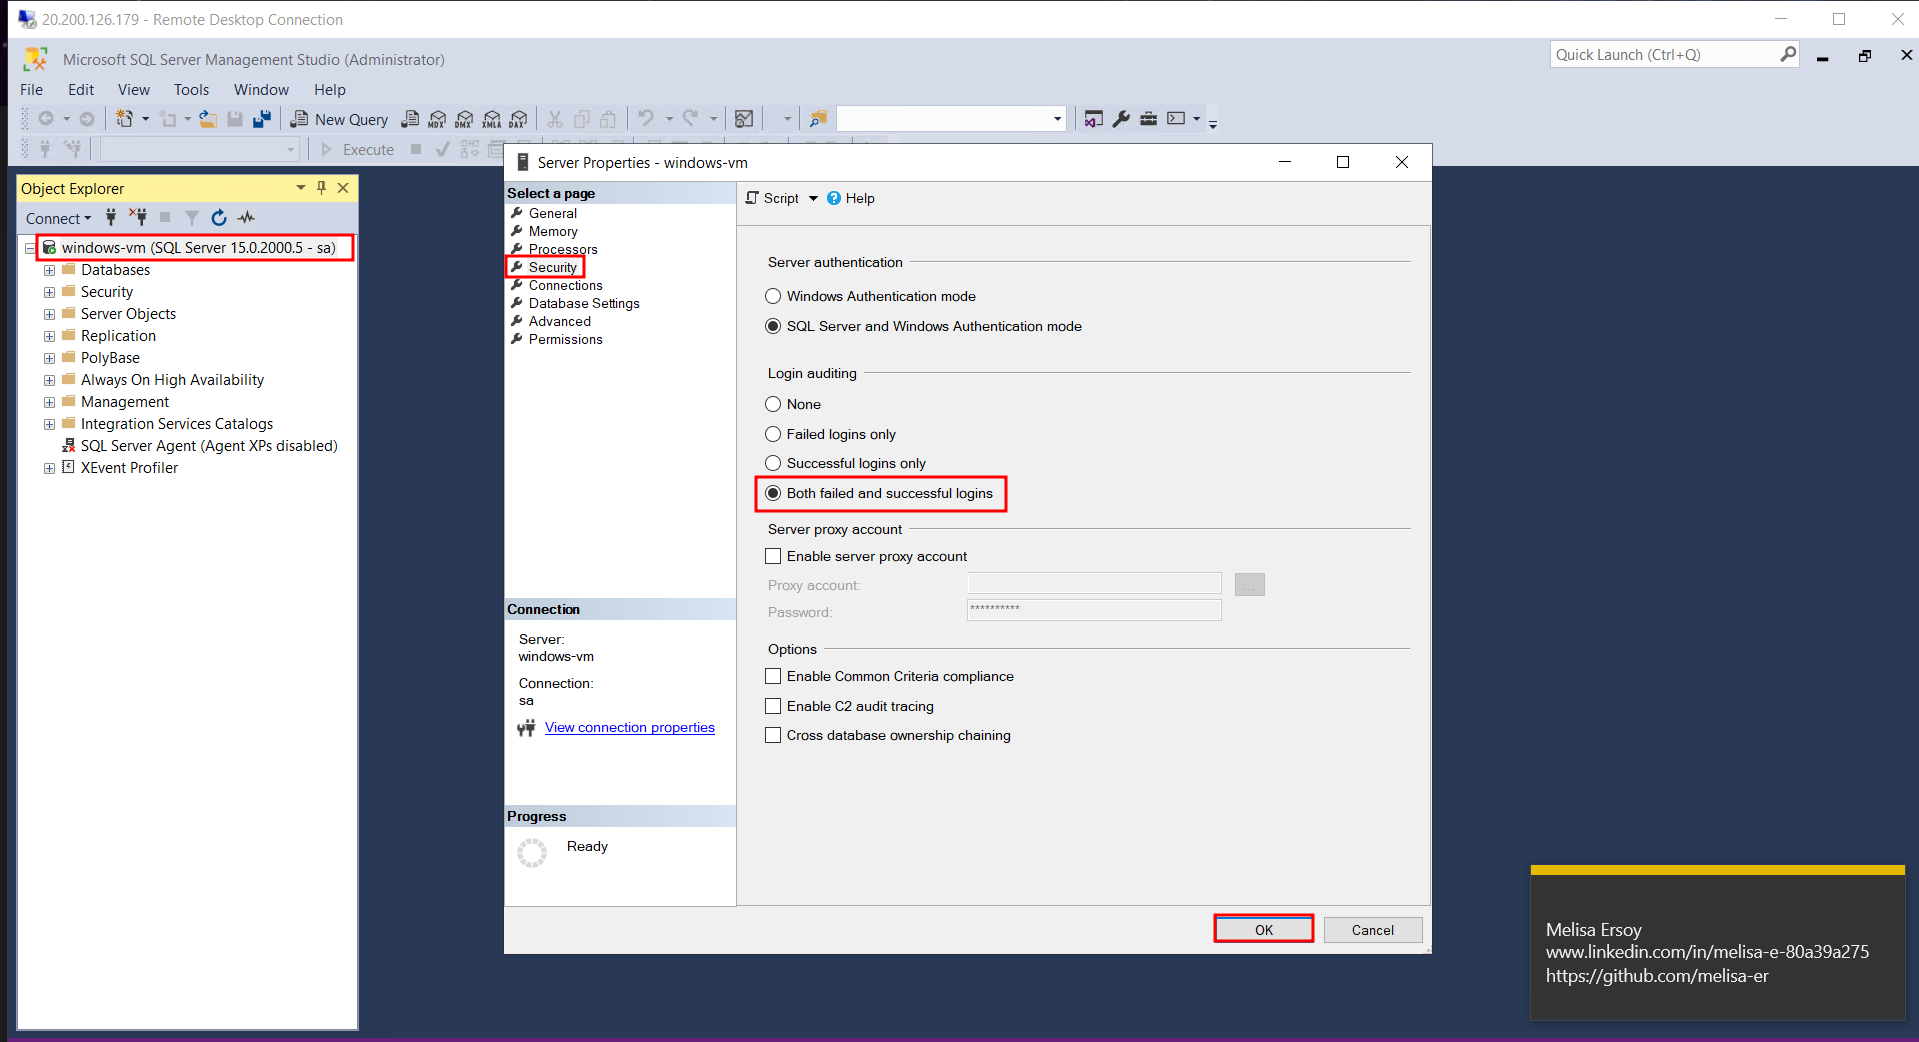 20.200.126.179 - Remote Desktop Connection
Microsoft SQL Server Management Studio (Administrator)
Quick Launch (Ctrl+Q)
File Edit View Tools Window Help
New Query MDX DMX XMLA DAX
Execute
Object Explorer
Connect
windows-vm (SQL Server 15.0.2000.5 - sa)
Databases
Security
Server Objects
Replication
PolyBase
Always On High Availability
Management
Integration Services Catalogs
SQL Server Agent (Agent XPs disabled)
XEvent Profiler
Server Properties - windows-vm
Select a page
General
Memory
Processors
Security
Connections
Database Settings
Advanced
Permissions
Connection
Server:
windows-vm
Connection:
sa
View connection properties
Progress
Ready
Script Help
Server authentication
Windows Authentication mode
SQL Server and Windows Authentication mode
Login auditing
None
Failed logins only
Successful logins only
Both failed and successful logins
Server proxy account
Enable server proxy account
Proxy account:
...
Password: **********
Options
Enable Common Criteria compliance
Enable C2 audit tracing
Cross database ownership chaining
OK Cancel
Melisa Ersoy
www.linkedin.com/in/melisa-e-80a39a275
https://github.com/melisa-er